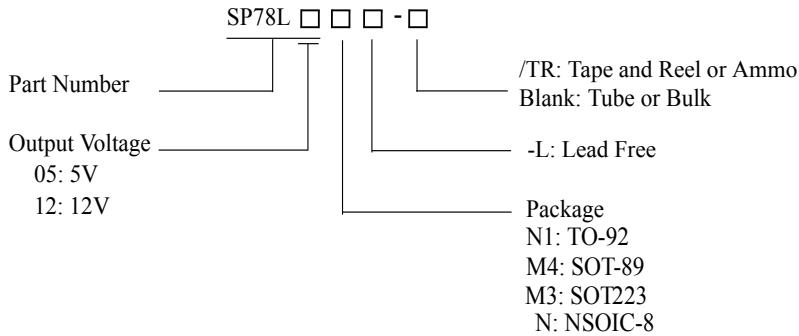 SP78L □ □ □ - □
Part Number
Output Voltage
05: 5V
12: 12V
/TR: Tape and Reel or Ammo
Blank: Tube or Bulk
-L: Lead Free
Package
N1: TO-92
M4: SOT-89
M3: SOT223
N: NSOIC-8